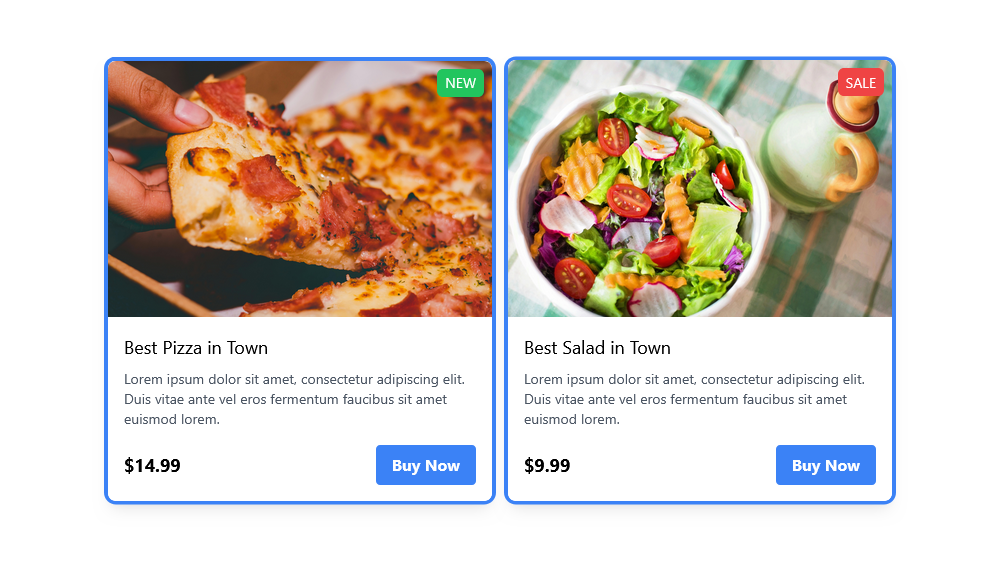 NEW
Best Pizza in Town
Lorem ipsum dolor sit amet, consectetur adipiscing elit.
Duis vitae ante vel eros fermentum faucibus sit amet
euismod lorem.
$14.99
Buy Now
SALE
Best Salad in Town
Lorem ipsum dolor sit amet, consectetur adipiscing elit.
Duis vitae ante vel eros fermentum faucibus sit amet
euismod lorem.
$9.99
Buy Now